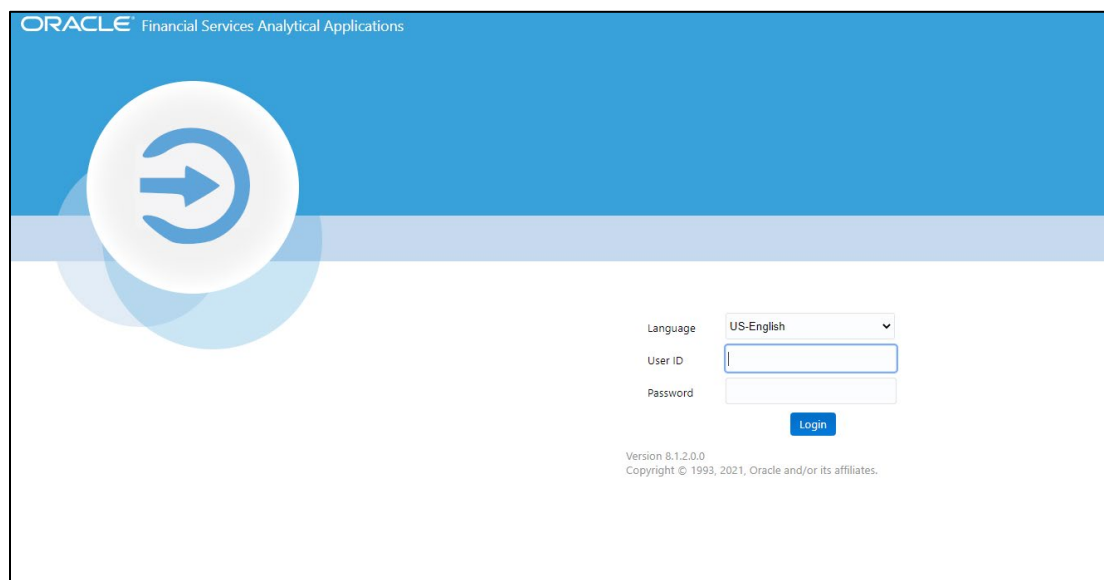 ORACLE® Financial Services Analytical Applications
Language US-English
User ID
Password
Login
Version 8.1.2.0.0
Copyright © 1993, 2021, Oracle and/or its affiliates.